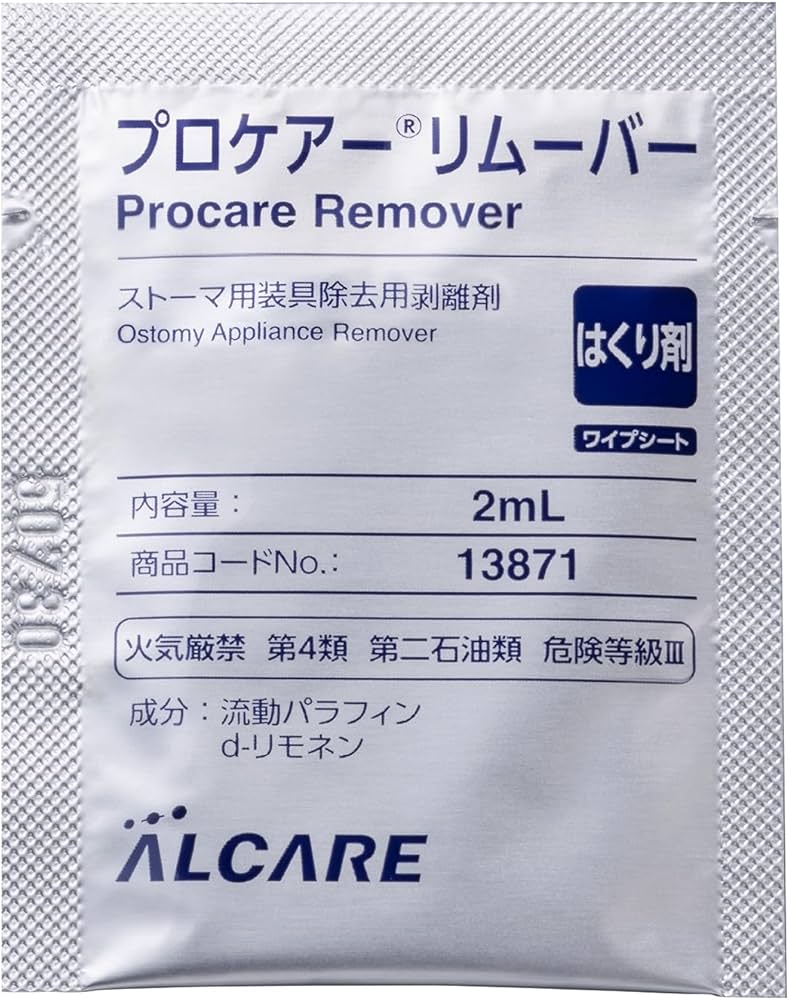 プロケアー®リムーバー
Procare Remover
ストーマ用装具除去用剥離剤
Ostomy Appliance Remover
はくり剤
ワイプシート
内容量： 2mL
商品コードNo.： 13871
火気厳禁 第4類 第二石油類 危険等級Ⅲ
成分：流動パラフィン
d-リモネン
ALCARE